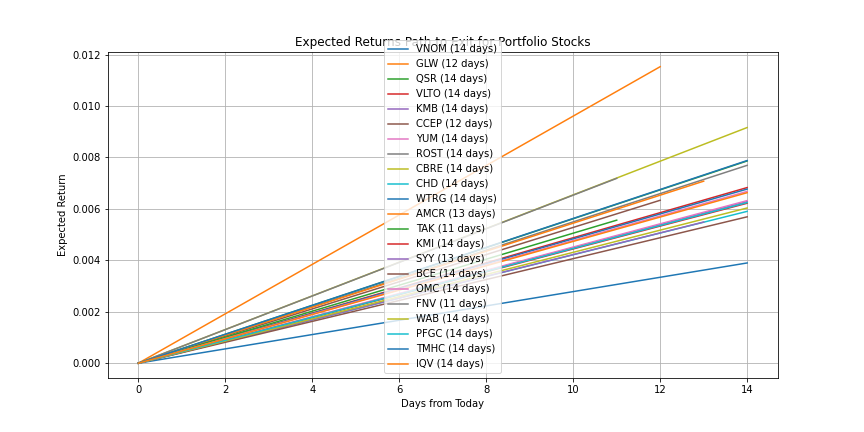 Expected Returns Path to Exit for Portfolio Stocks
Expected Return
0.012
0.010
0.008
0.006
0.004
0.002
0.000
VNOM (14 days)
GLW (12 days)
QSR (14 days)
VLTO (14 days)
KMB (14 days)
CCEP (12 days)
YUM (14 days)
ROST (14 days)
CBRE (14 days)
CHD (14 days)
WTRG (14 days)
AMCR (13 days)
TAK (11 days)
KMI (14 days)
SYY (13 days)
BCE (14 days)
OMC (14 days)
FNV (11 days)
WAB (14 days)
PFGC (14 days)
TMHC (14 days)
IQV (14 days)
0 2 4 6 8 10 12 14
Days from Today